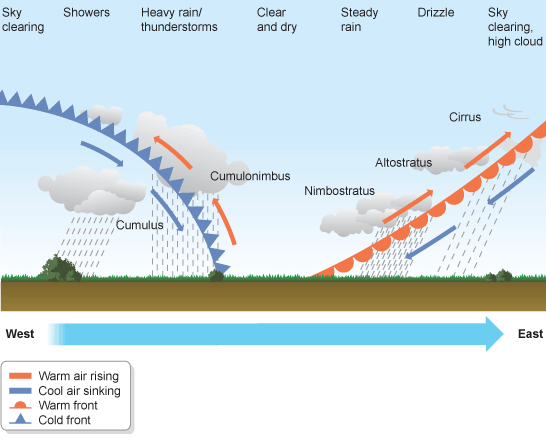 Sky
clearing
Showers
Heavy rain/
thunderstorms
Clear
and dry
Steady
rain
Drizzle
Sky
clearing,
high cloud
Cirrus
Altostratus
Cumulonimbus
Nimbostratus
Cumulus
West
East
Warm air rising
Cool air sinking
Warm front
Cold front